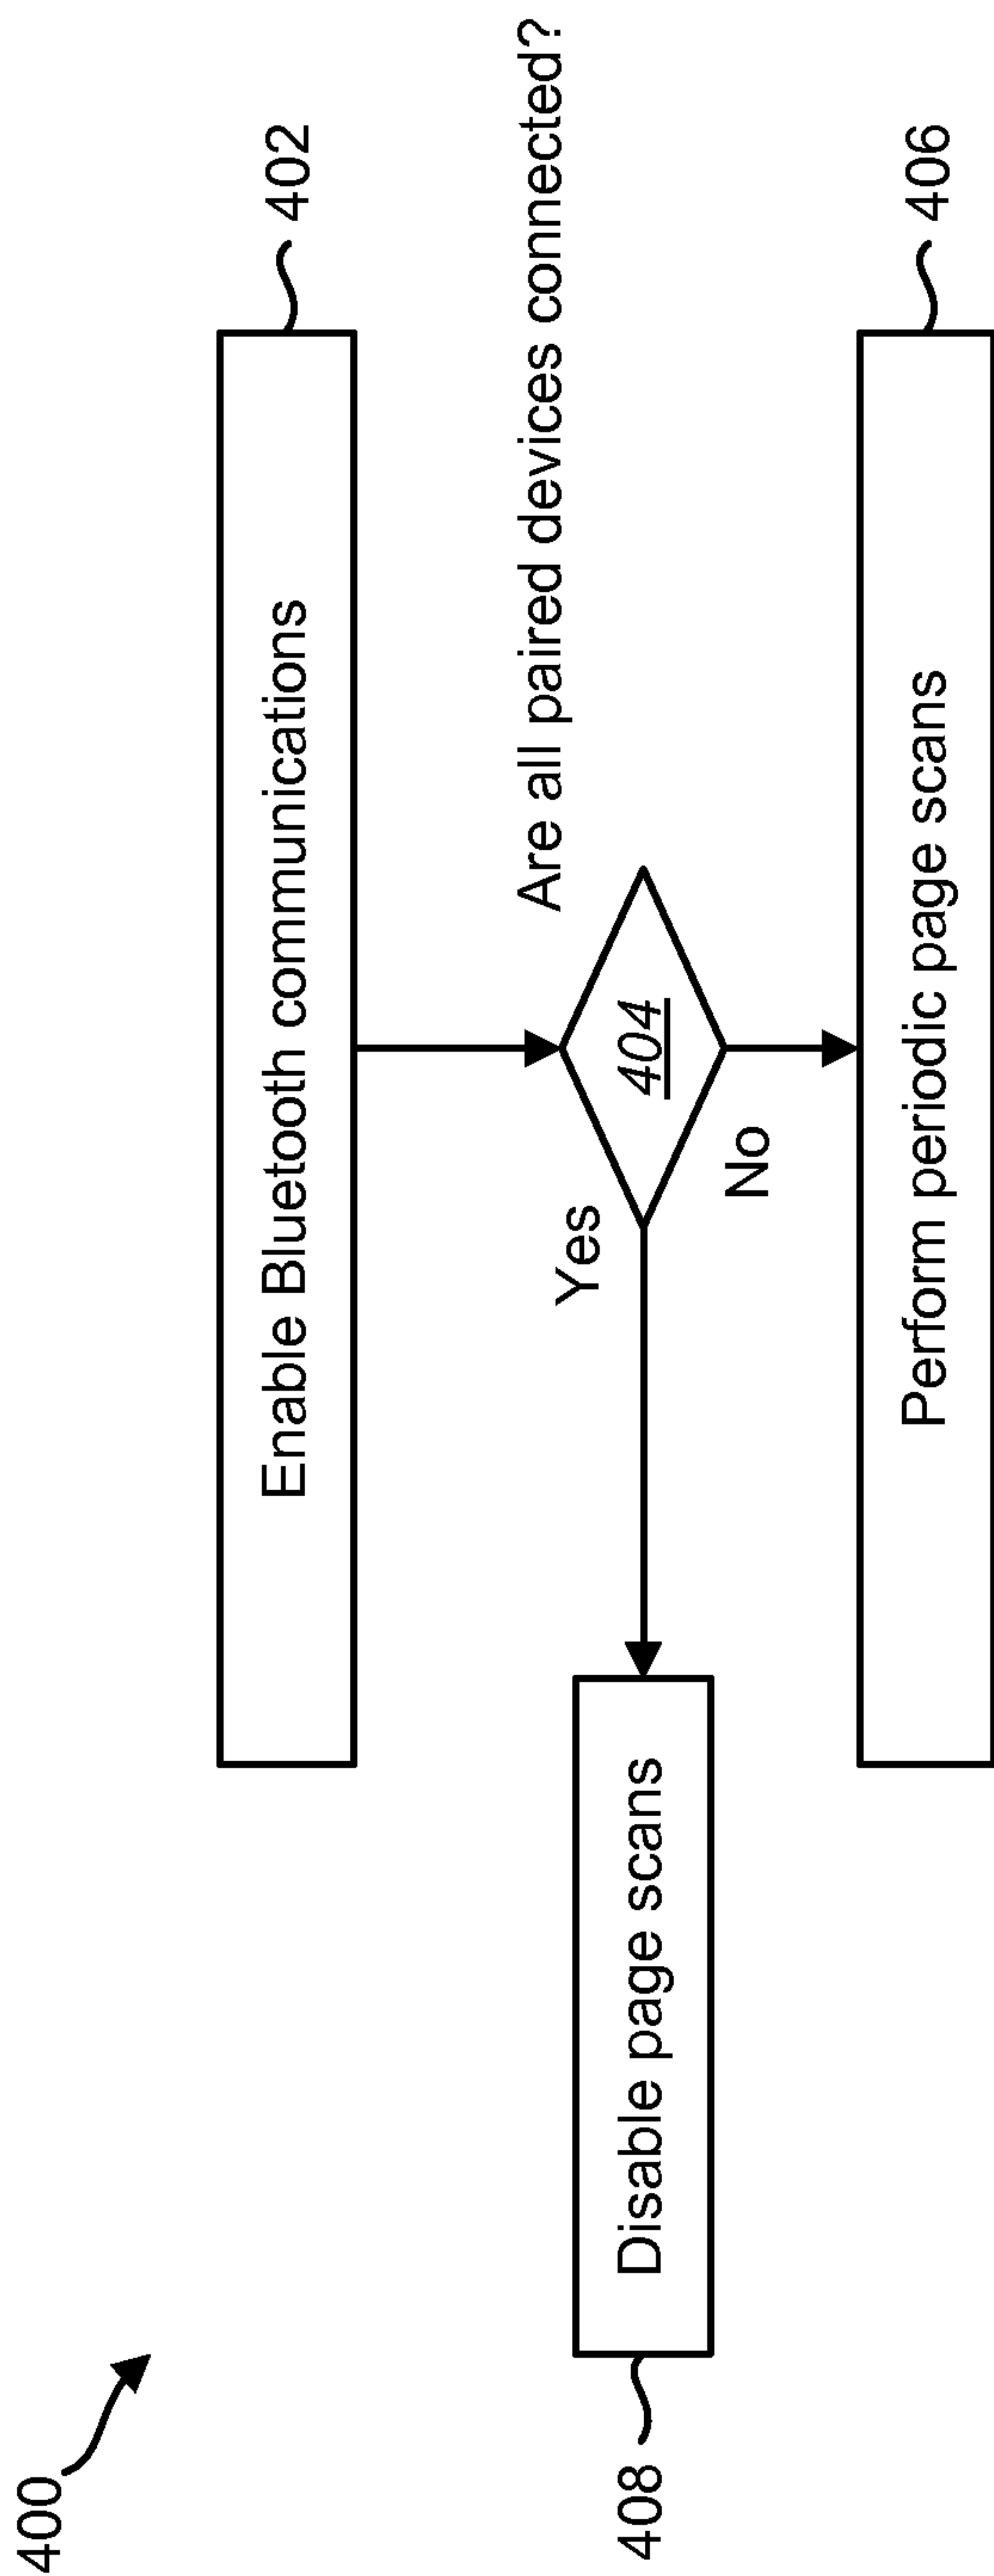 400
Enable Bluetooth communications
402
Are all paired devices connected?
404
Yes
No
408
Disable page scans
Perform periodic page scans
406